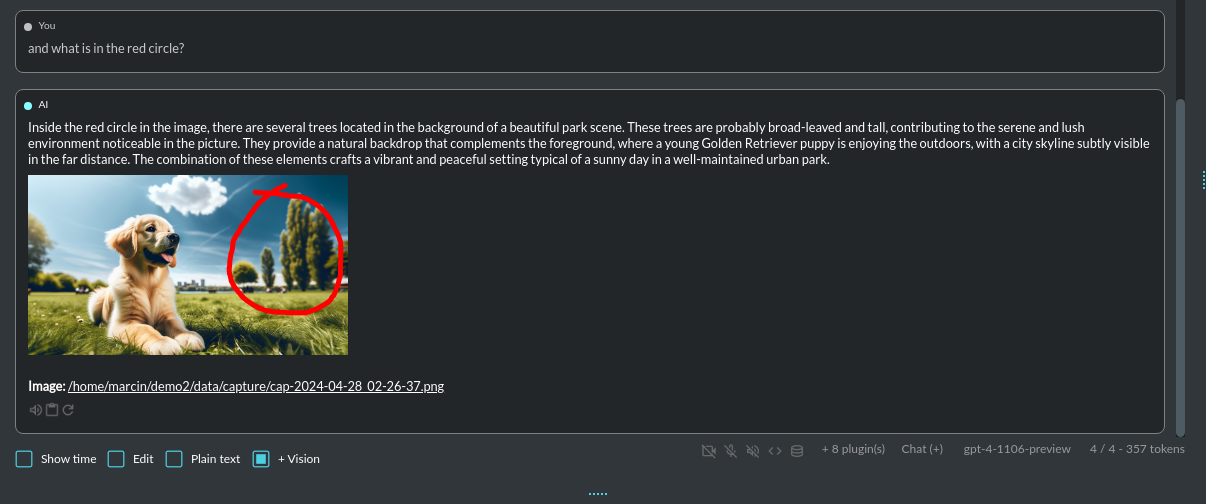 You
and what is in the red circle?
AI
Inside the red circle in the image, there are several trees located in the background of a beautiful park scene. These trees are probably broad-leaved and tall, contributing to the serene and lush
environment noticeable in the picture. They provide a natural backdrop that complements the foreground, where a young Golden Retriever puppy is enjoying the outdoors, with a city skyline subtly visible
in the far distance. The combination of these elements crafts a vibrant and peaceful setting typical of a sunny day in a well-maintained urban park.
Image: /home/marcin/demo2/data/capture/cap-2024-04-28_02-26-37.png
+ 8 plugin(s) Chat (+) gpt-4-1106-preview 4 / 4 - 357 tokens
Show time Edit Plain text + Vision